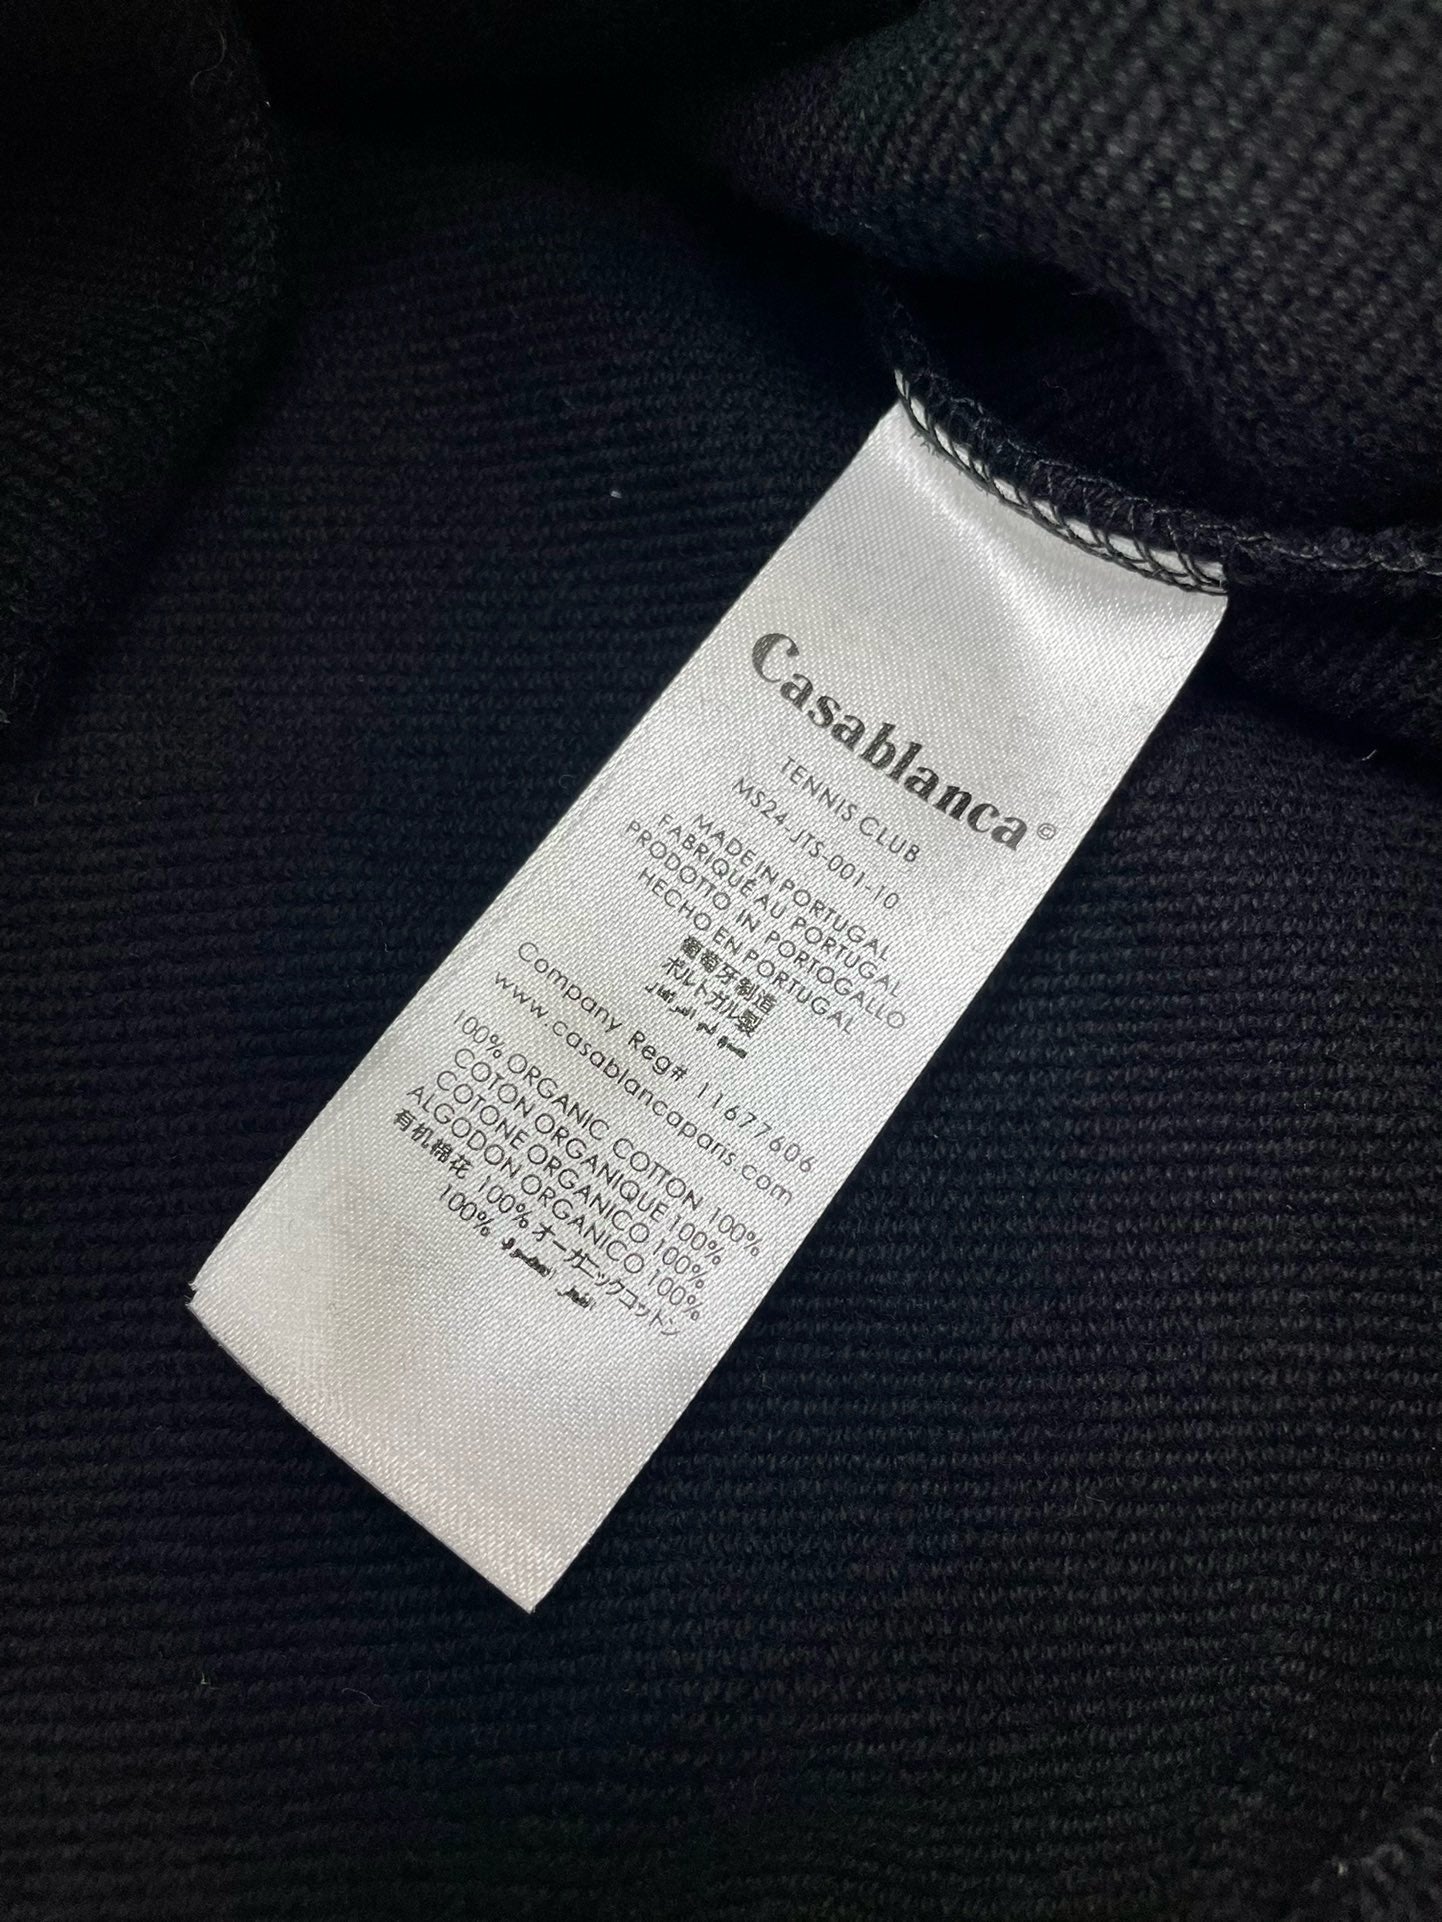 Casablanca©
TENNIS CLUB
MS24-JTS-001-10
MADE IN PORTUGAL
FABRIQUÉ AU PORTUGAL
PRODOTTO IN PORTOGALLO
HECHO EN PORTUGAL
葡萄牙制造
ポルトガル製
Company Reg# 11677606
www.casablancaparis.com
100% ORGANIC COTTON 100%
COTON ORGANIQUE 100%
COTONE ORGANICO 100%
ALGODON ORGANICO 100%
有机棉花 100% オーガニックコットン
100%